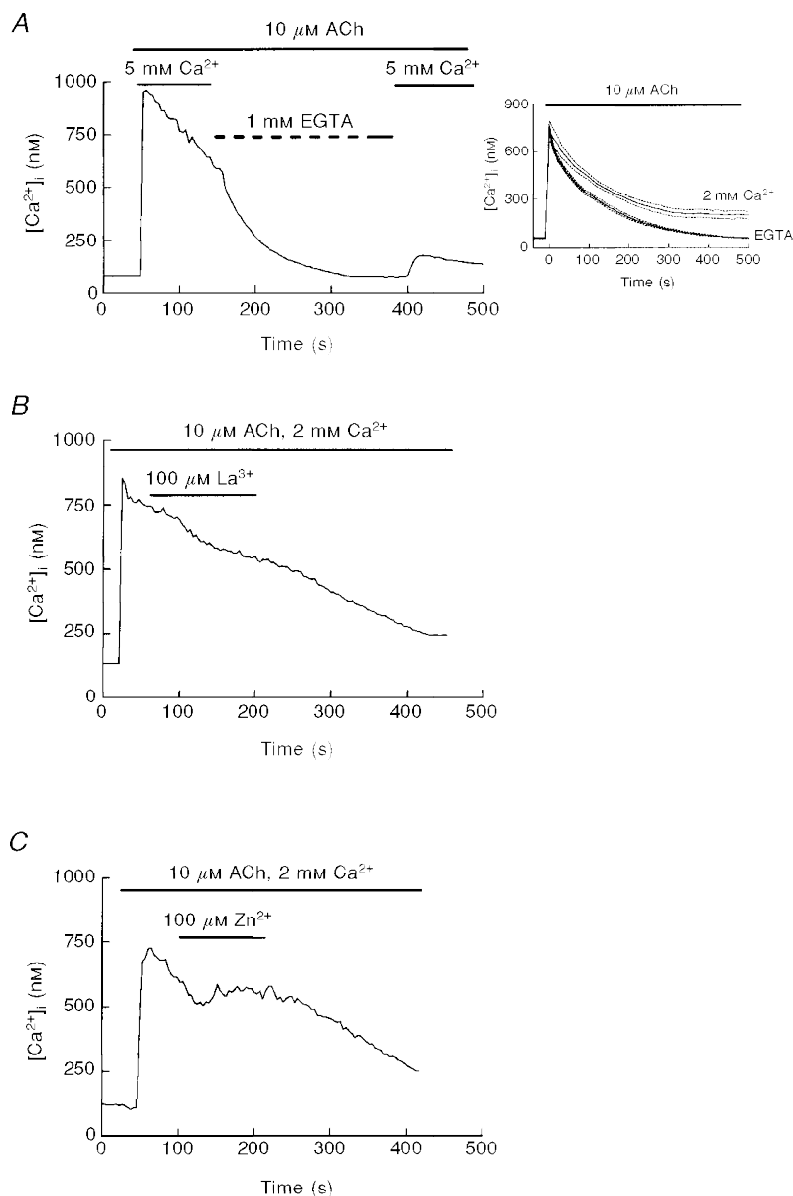 A
10 μM ACh
5 mM Ca²⁺
5 mM Ca²⁺
1 mM EGTA
1000
750
500
250
0
[Ca²⁺]i (nM)
0 100 200 300 400 500
Time (s)
10 μM ACh
900
600
300
0
[Ca²⁺]i (nM)
2 mM Ca²⁺
EGTA
0 100 200 300 400 500
Time (s)
B
10 μM ACh, 2 mM Ca²⁺
100 μM La³⁺
1000
750
500
250
0
[Ca²⁺]i (nM)
0 100 200 300 400 500
Time (s)
C
10 μM ACh, 2 mM Ca²⁺
100 μM Zn²⁺
1000
750
500
250
0
[Ca²⁺]i (nM)
0 100 200 300 400 500
Time (s)